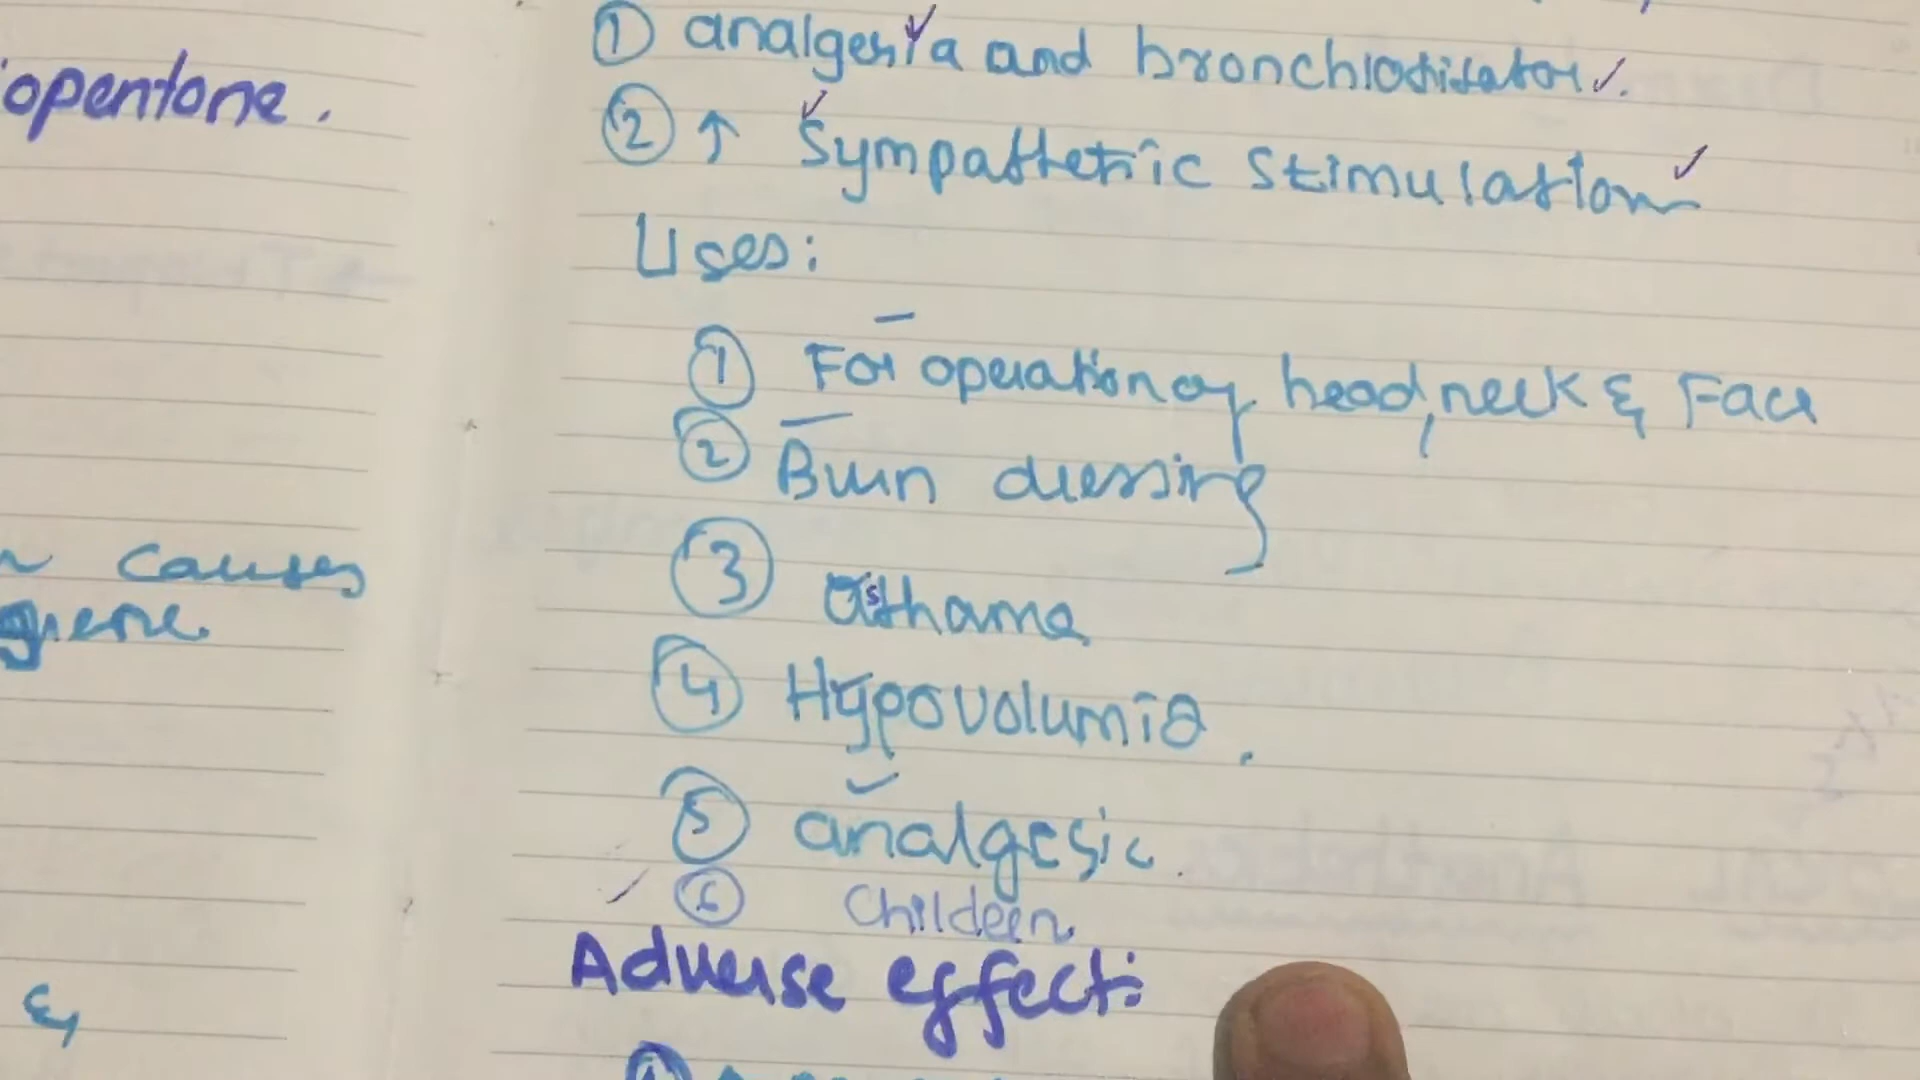 opentone.
causes
① analgesia and bronchiodilator.
② ↑ Sympathetic Stimulation
Uses:
① For operation of head, neck & Face
② Burn dressing
③ asthama
④ Hypovolumia.
⑤ analgesic.
⑥ Childeen
Adverse effect:
&